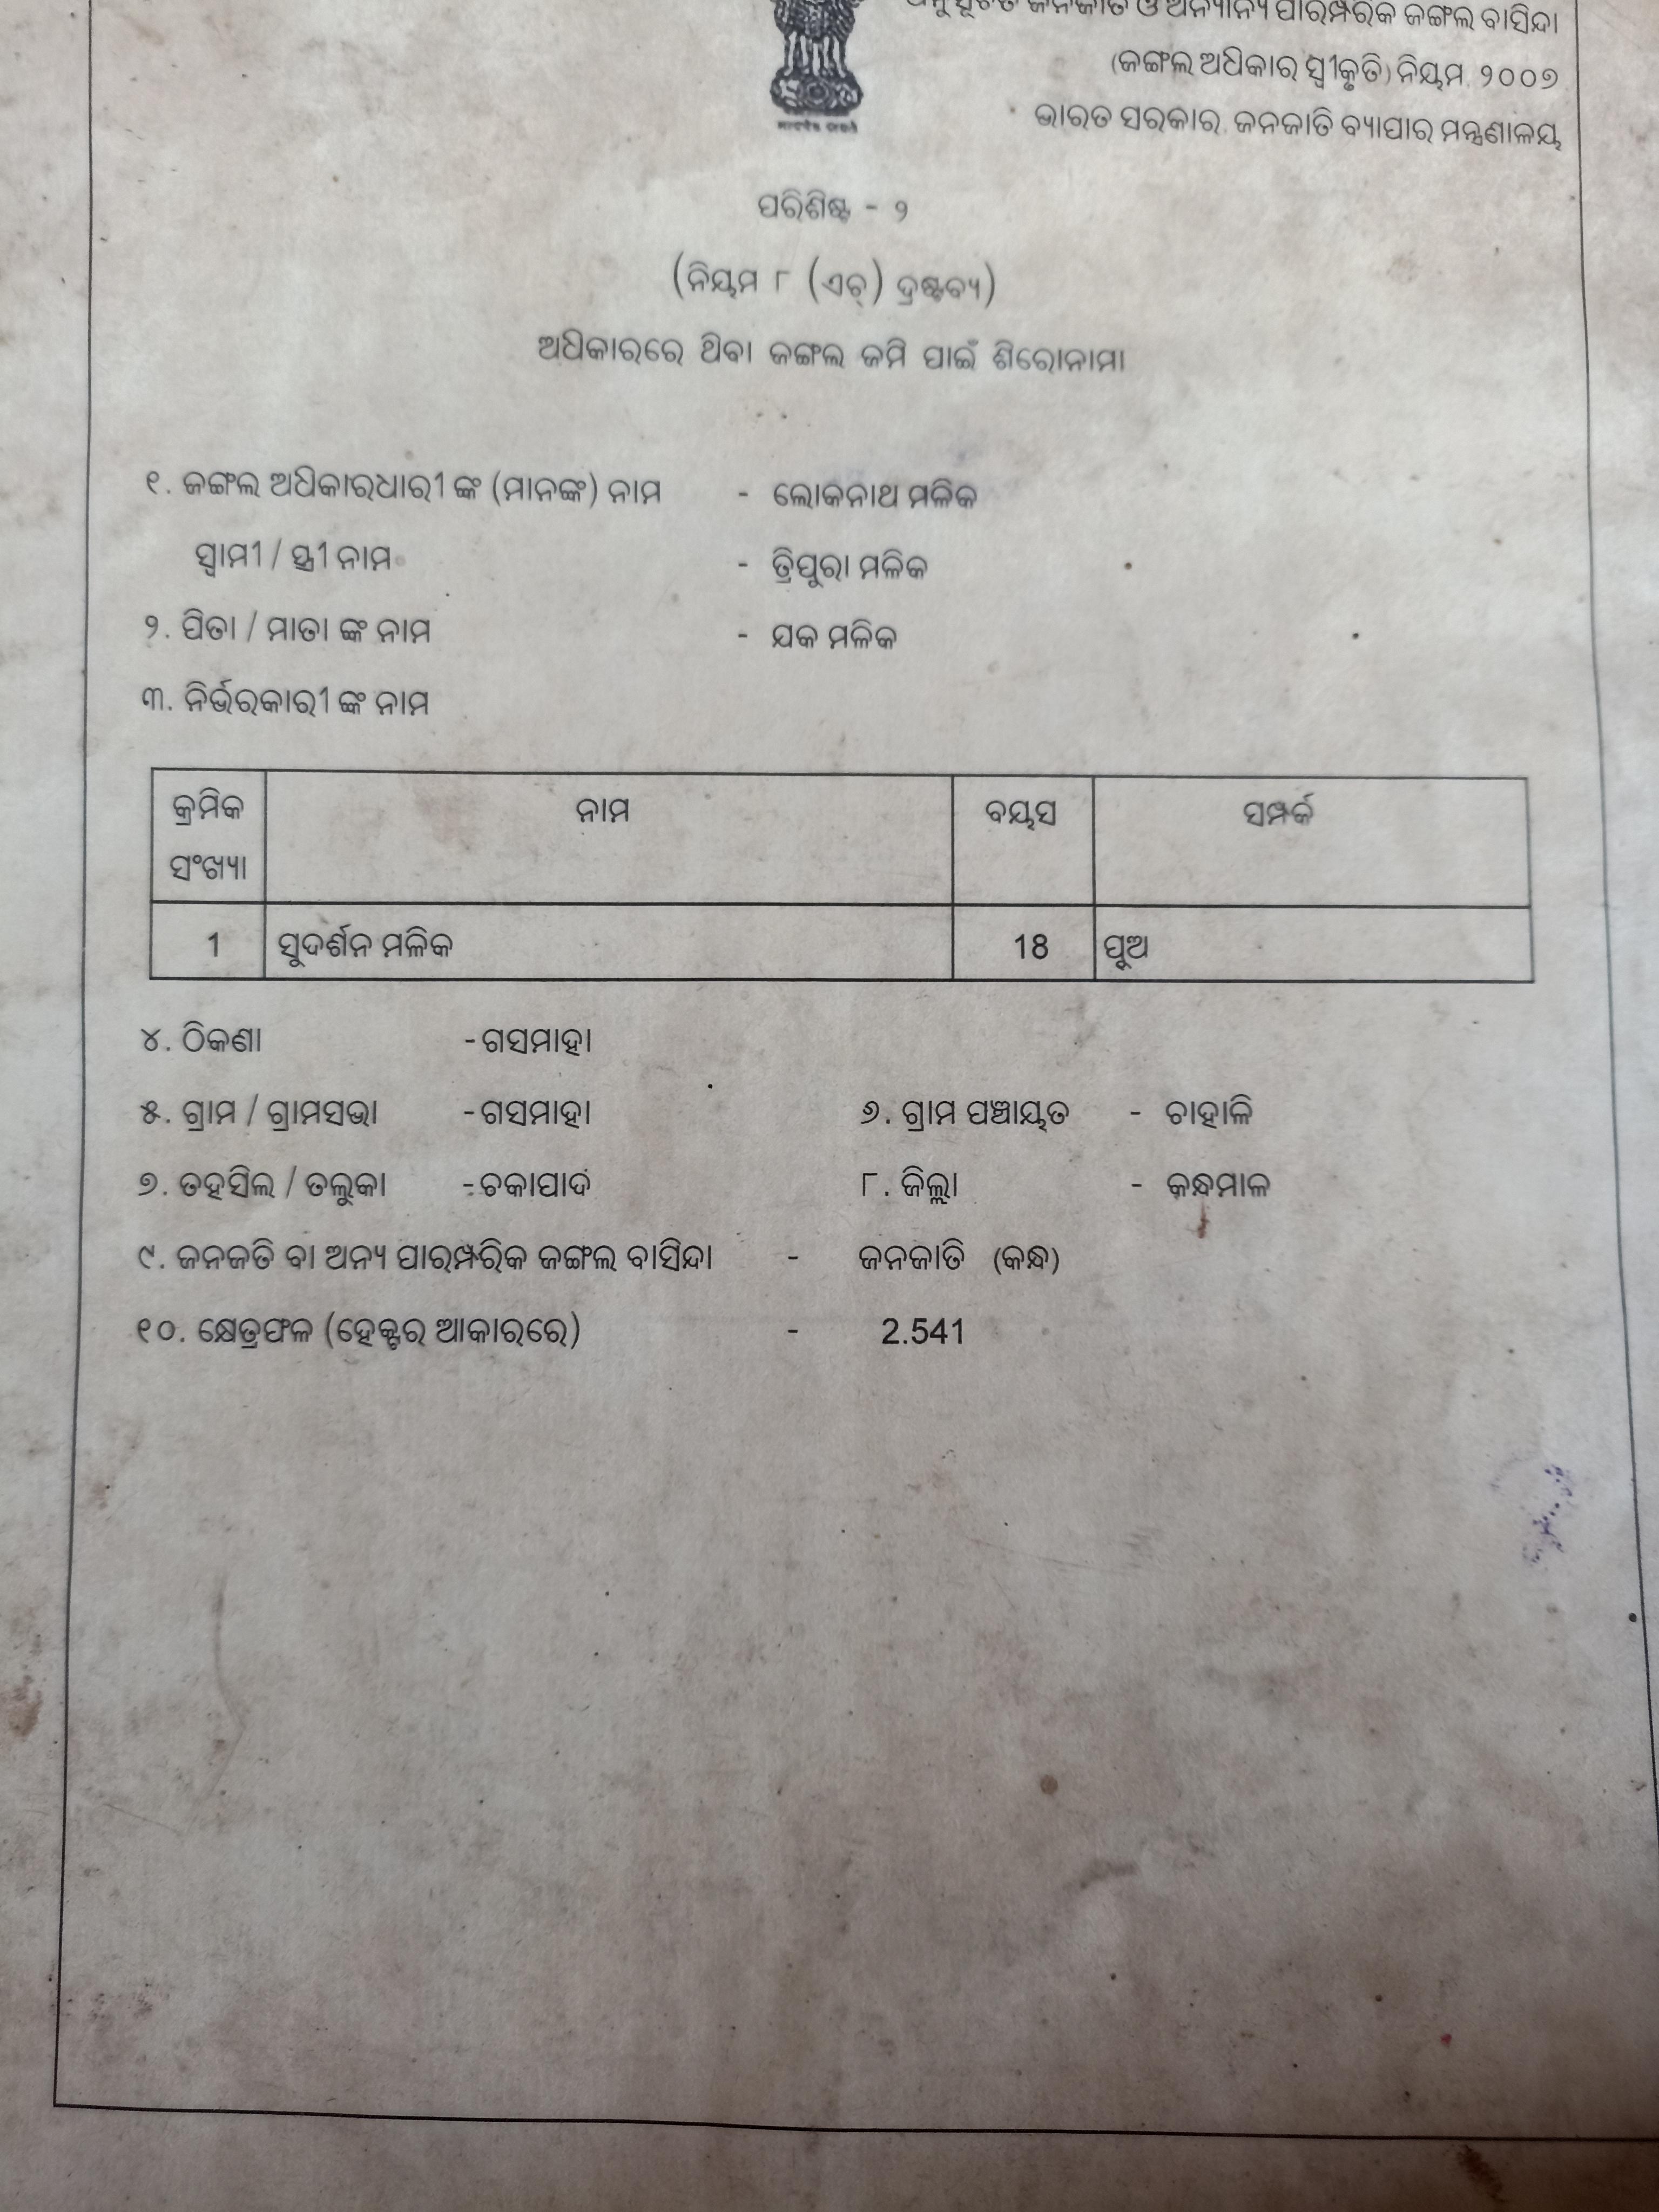 ଅନୁସୂଚିତ ଜନଜାତି ଓ ଅନ୍ୟାନ୍ୟ ପାରମ୍ପରିକ ଜଙ୍ଗଲ ବାସିନ୍ଦା
(ଜଙ୍ଗଲ ଅଧିକାର ସ୍ୱୀକୃତି) ନିୟମ, ୨୦୦୭
ଭାରତ ସରକାର, ଜନଜାତି ବ୍ୟାପାର ମନ୍ତ୍ରଣାଳୟ
ପରିଶିଷ୍ଟ - ୨
(ନିୟମ ୮ (ଏଚ୍) ଦ୍ରଷ୍ଟବ୍ୟ)
ଅଧିକାରରେ ଥିବା ଜଙ୍ଗଲ ଜମି ପାଇଁ ଶିରୋନାମା
୧. ଜଙ୍ଗଲ ଅଧିକାରଧାରୀ ଙ୍କ (ମାନଙ୍କ) ନାମ - ଲୋକନାଥ ମଳିକ
ସ୍ୱାମୀ / ସ୍ତ୍ରୀ ନାମ - ତ୍ରିପୁରା ମଳିକ
୨. ପିତା / ମାତା ଙ୍କ ନାମ - ଯକ ମଳିକ
୩. ନିର୍ଭରକାରୀ ଙ୍କ ନାମ
କ୍ରମିକ ସଂଖ୍ୟା ନାମ ବୟସ ସମ୍ପର୍କ
1 ସୁଦର୍ଶନ ମଳିକ 18 ପୁଅ
୪. ଠିକଣା - ଗସମାହା
୫. ଗ୍ରାମ / ଗ୍ରାମସଭା - ଗସମାହା ୬. ଗ୍ରାମ ପଞ୍ଚାୟତ - ଚାହାଳି
୭. ତହସିଲ / ତଲୁକା - ଚକାପାଦ ୮. ଜିଲ୍ଲା - କନ୍ଧମାଳ
୯. ଜନଜତି ବା ଅନ୍ୟ ପାରମ୍ପରିକ ଜଙ୍ଗଲ ବାସିନ୍ଦା - ଜନଜାତି (କନ୍ଧ)
୧୦. କ୍ଷେତ୍ରଫଳ (ହେକ୍ଟର ଆକାରରେ) - 2.541